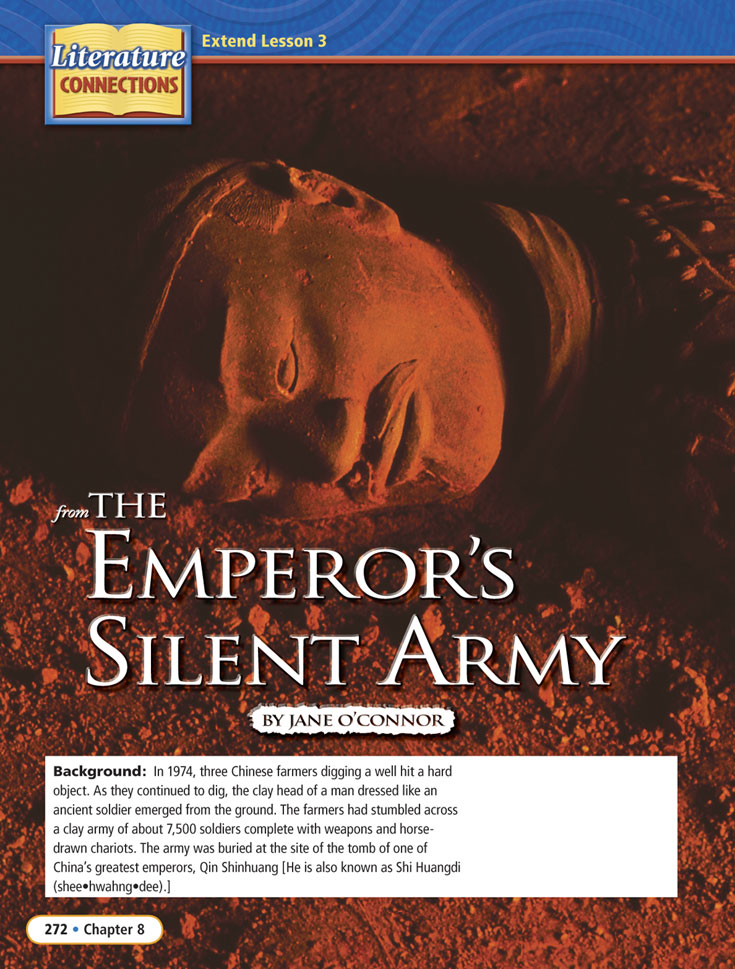 Extend Lesson 3
Literature
CONNECTIONS
from THE
EMPEROR'S
SILENT ARMY
BY JANE O'CONNOR
Background: In 1974, three Chinese farmers digging a well hit a hard
object. As they continued to dig, the clay head of a man dressed like an
ancient soldier emerged from the ground. The farmers had stumbled across
a clay army of about 7,500 soldiers complete with weapons and horse-
drawn chariots. The army was buried at the site of the tomb of one of
China's greatest emperors, Qin Shinhuang [He is also known as Shi Huangdi
(shee•hwahng•dee).]
272 • Chapter 8